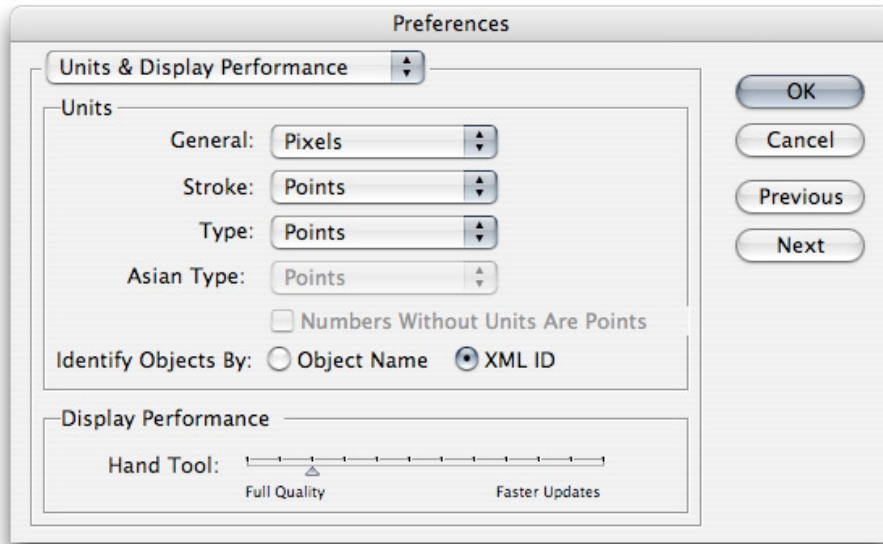 Preferences
Units & Display Performance
OK
Units
General: Pixels
Cancel
Stroke: Points
Previous
Type: Points
Next
Asian Type: Points
Numbers Without Units Are Points
Identify Objects By: Object Name XML ID
Display Performance
Hand Tool:
Full Quality Faster Updates